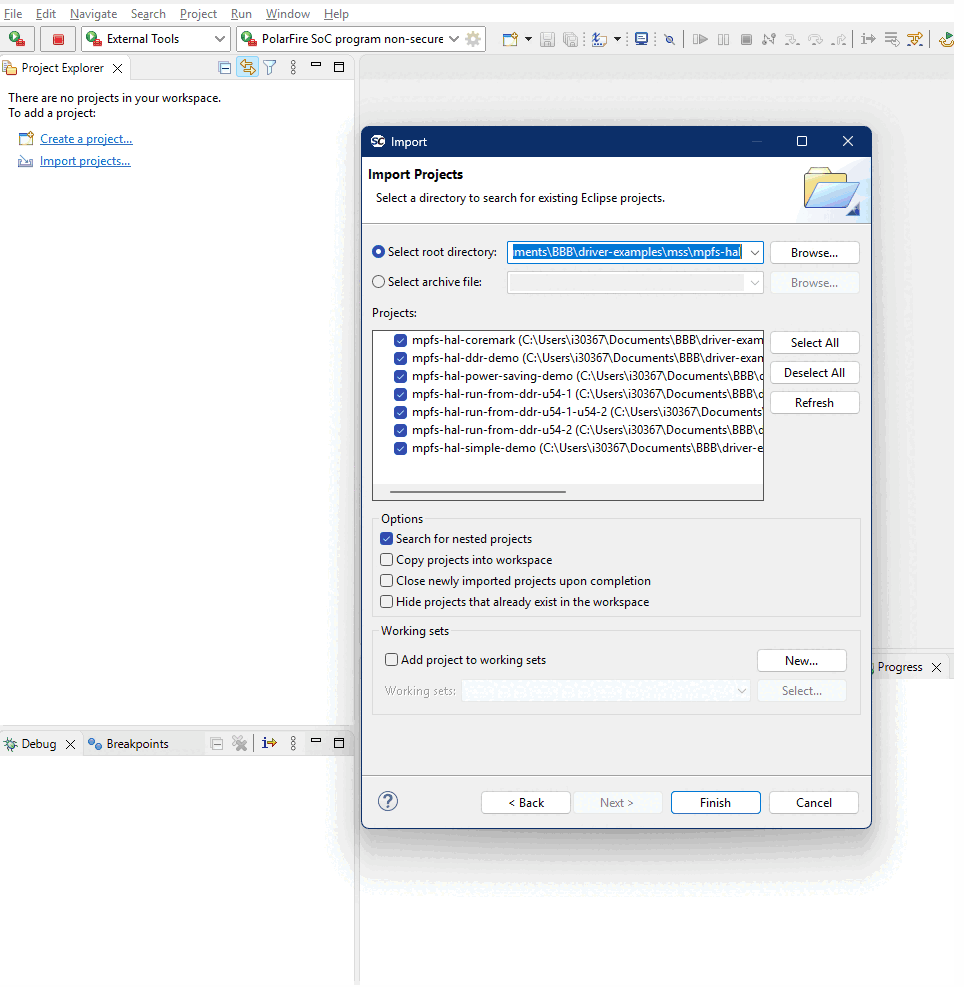 File Edit Navigate Search Project Run Window Help
External Tools PolarFire SoC program non-secure
Project Explorer
There are no projects in your workspace.
To add a project:
Create a project...
Import projects...
SC Import
Import Projects
Select a directory to search for existing Eclipse projects.
Select root directory: iments\BBB\driver-examples\mss\mpfs-hal Browse...
Select archive file: Browse...
Projects:
mpfs-hal-coremark (C:\Users\i30367\Documents\BBB\driver-exam
mpfs-hal-ddr-demo (C:\Users\i30367\Documents\BBB\driver-exan
mpfs-hal-power-saving-demo (C:\Users\i30367\Documents\BBB\d
mpfs-hal-run-from-ddr-u54-1 (C:\Users\i30367\Documents\BBB\d
mpfs-hal-run-from-ddr-u54-1-u54-2 (C:\Users\i30367\Documents\
mpfs-hal-run-from-ddr-u54-2 (C:\Users\i30367\Documents\BBB\d
mpfs-hal-simple-demo (C:\Users\i30367\Documents\BBB\driver-e
Select All
Deselect All
Refresh
Options
Search for nested projects
Copy projects into workspace
Close newly imported projects upon completion
Hide projects that already exist in the workspace
Working sets
Add project to working sets New...
Working sets: Select...
Progress
Debug Breakpoints
? < Back Next > Finish Cancel